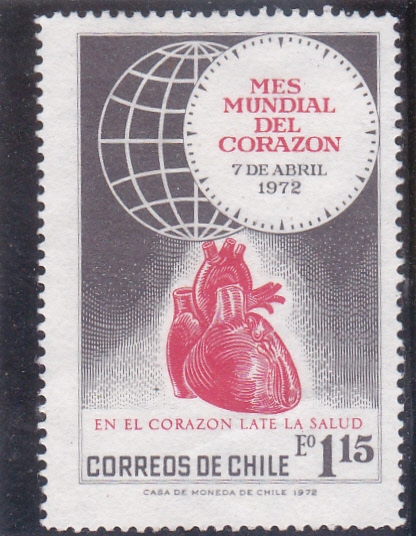 MES
MUNDIAL
DEL
CORAZON
7 DE ABRIL
1972
EN EL CORAZON LATE LA SALUD
CORREOS DE CHILE Eº 1 15
CASA DE MONEDA DE CHILE 1972